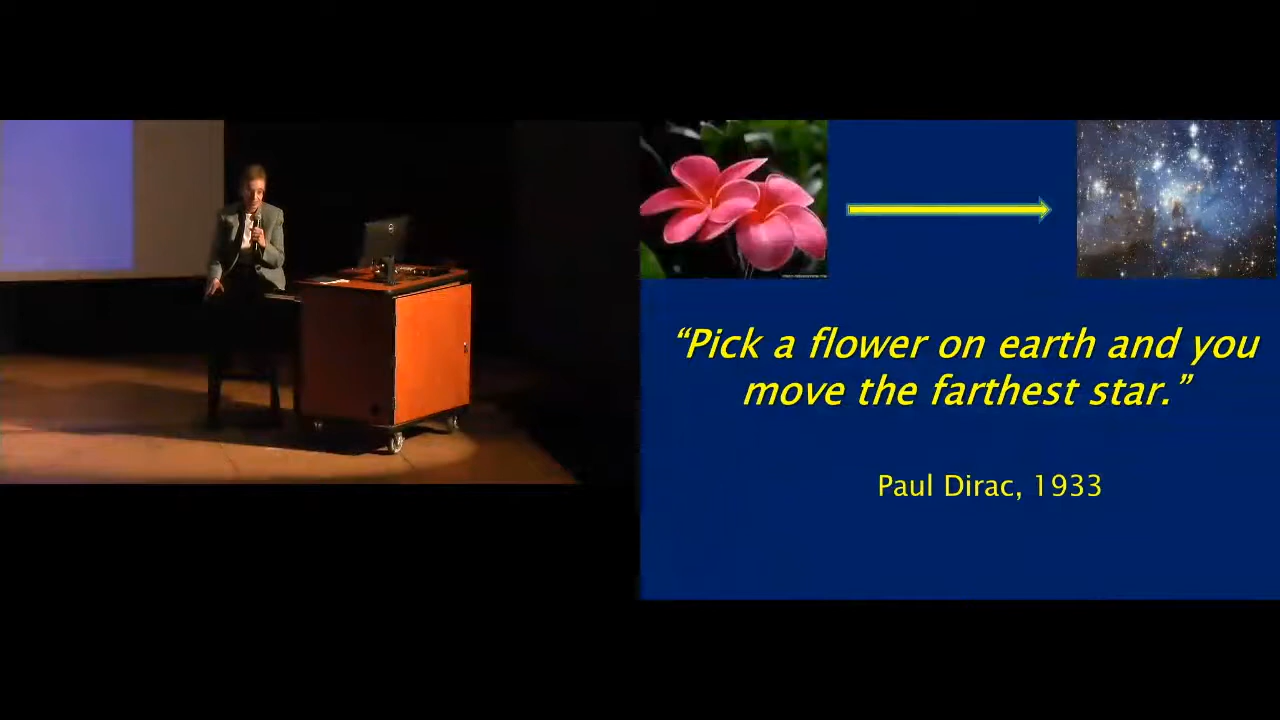 “Pick a flower on earth and you
move the farthest star.”
Paul Dirac, 1933